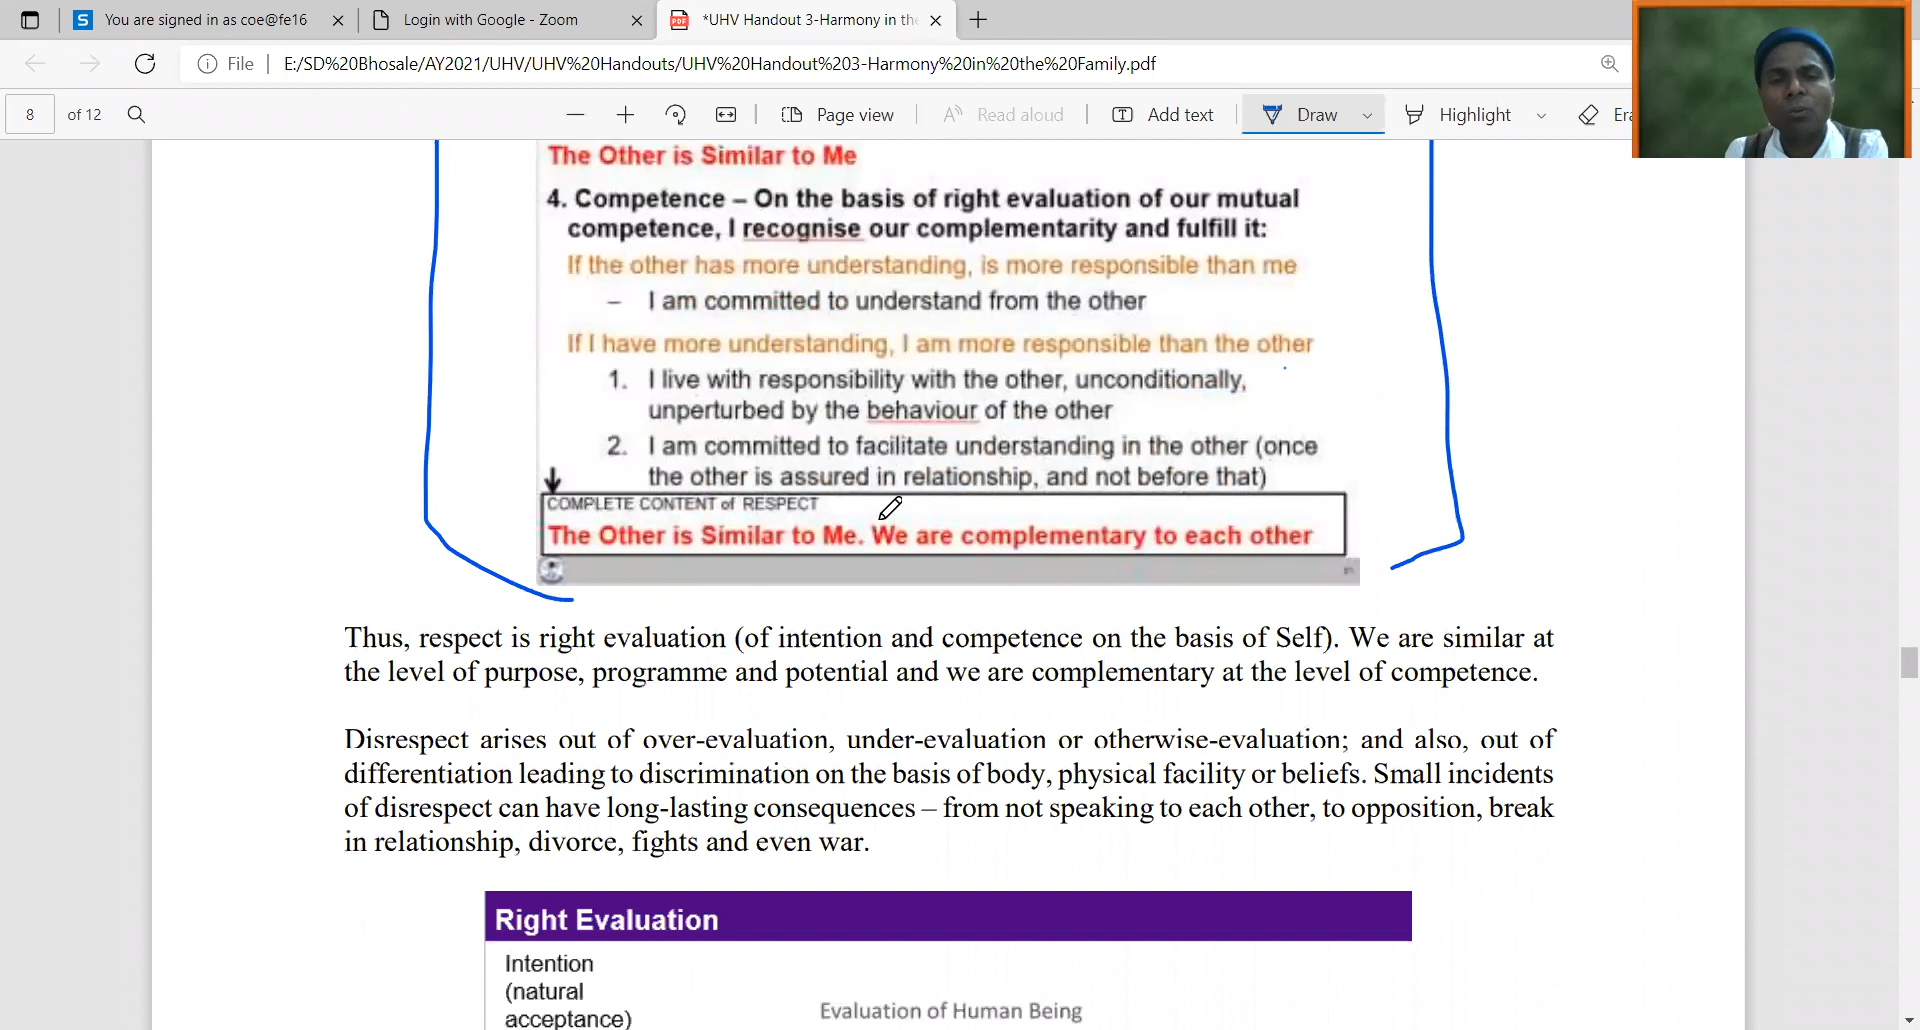 You are signed in as coe@fe16
Login with Google - Zoom
*UHV Handout 3-Harmony in the
File
E:/SD%20Bhosale/AY2021/UHV/UHV%20Handouts/UHV%20Handout%203-Harmony%20in%20the%20Family.pdf
8 of 12
Page view
Read aloud
Add text
Draw
Highlight
Era
The Other is Similar to Me
4. Competence – On the basis of right evaluation of our mutual
competence, I recognise our complementarity and fulfill it:
If the other has more understanding, is more responsible than me
– I am committed to understand from the other
If I have more understanding, I am more responsible than the other
1. I live with responsibility with the other, unconditionally,
unperturbed by the behaviour of the other
2. I am committed to facilitate understanding in the other (once
the other is assured in relationship, and not before that)
COMPLETE CONTENT of RESPECT
The Other is Similar to Me. We are complementary to each other
Thus, respect is right evaluation (of intention and competence on the basis of Self). We are similar at
the level of purpose, programme and potential and we are complementary at the level of competence.
Disrespect arises out of over-evaluation, under-evaluation or otherwise-evaluation; and also, out of
differentiation leading to discrimination on the basis of body, physical facility or beliefs. Small incidents
of disrespect can have long-lasting consequences – from not speaking to each other, to opposition, break
in relationship, divorce, fights and even war.
Right Evaluation
Intention
(natural
acceptance)
Evaluation of Human Being